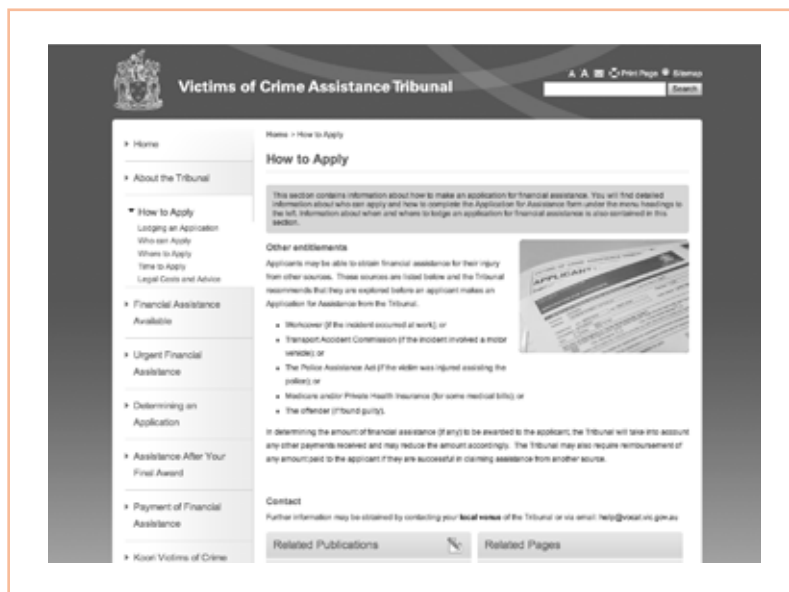 Victims of Crime Assistance Tribunal
A A Print Page Sitemap
Search
Home
About the Tribunal
How to Apply
Lodging an Application
Who can Apply
Where to Apply
Time to Apply
Legal Costs and Advice
Financial Assistance
Available
Urgent Financial
Assistance
Determining an
Application
Assistance After Your
Final Award
Payment of Financial
Assistance
Koori Victims of Crime
Home > How to Apply
How to Apply
This section contains information about how to make an application for financial assistance. You will find detailed
information about who can apply and how to complete the Application for Assistance form under the menu headings to
the left. Information about when and where to lodge an application for financial assistance is also contained in this
section.
Other entitlements
Applicants may be able to obtain financial assistance for their injury
from other sources. These sources are listed below and the Tribunal
recommends that they are explored before an applicant makes an
Application for Assistance from the Tribunal.
Workcover (if the incident occurred at work); or
Transport Accident Commission (if the incident involved a motor
vehicle); or
The Police Assistance Act (if the victim was injured assisting the
police); or
Medicare and/or Private Health Insurance (for some medical bills); or
The offender (if found guilty).
APPLICANT:
In determining the amount of financial assistance (if any) to be awarded to the applicant, the Tribunal will take into account
any other payments received and may reduce the amount accordingly. The Tribunal may also require reimbursement of
any amount paid to the applicant if they are successful in claiming assistance from another source.
Contact
Further information may be obtained by contacting your local venue of the Tribunal or via email: help@vocat.vic.gov.au
Related Publications
Related Pages